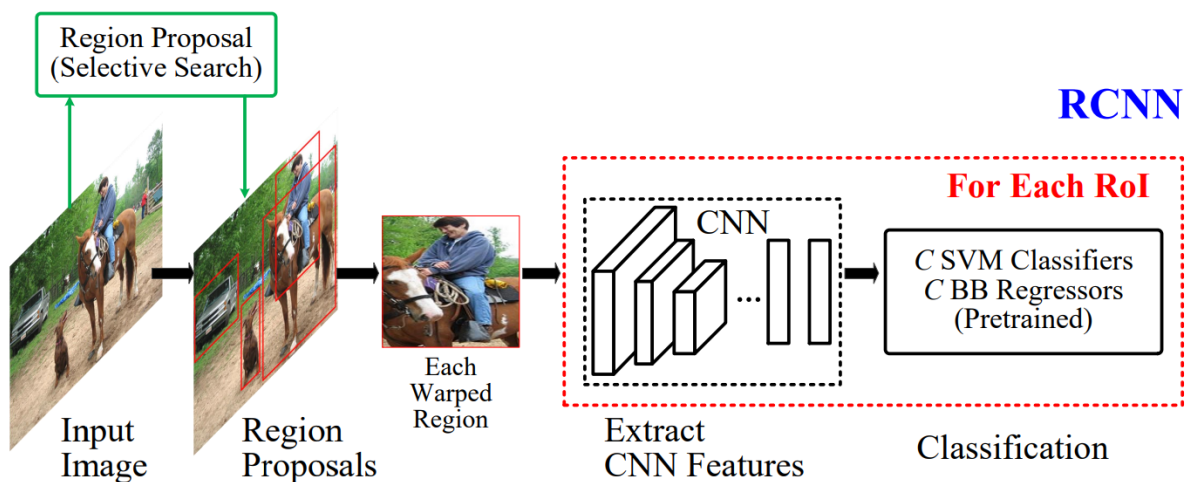 Region Proposal
(Selective Search)
RCNN
For Each RoI
CNN
...
C SVM Classifiers
C BB Regressors
(Pretrained)
Each
Warped
Region
Input
Image
Region
Proposals
Extract
CNN Features
Classification